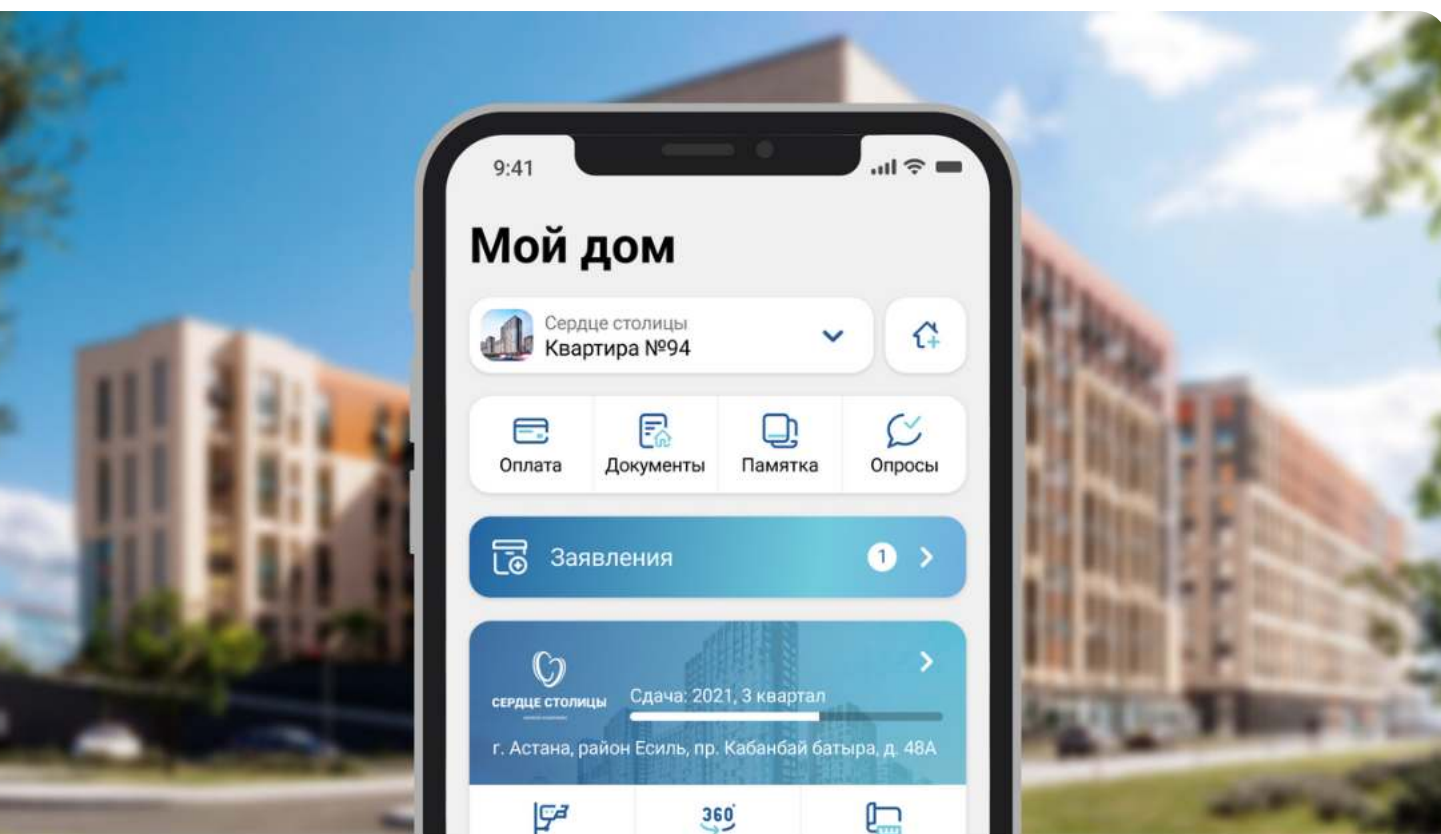 9:41
Мой дом
Сердце столицы
Квартира №94
Оплата
Документы
Памятка
Опросы
Заявления
1
СЕРДЦЕ СТОЛИЦЫ
Сдача: 2021, 3 квартал
г. Астана, район Есиль, пр. Кабанбай батыра, д. 48А
360°